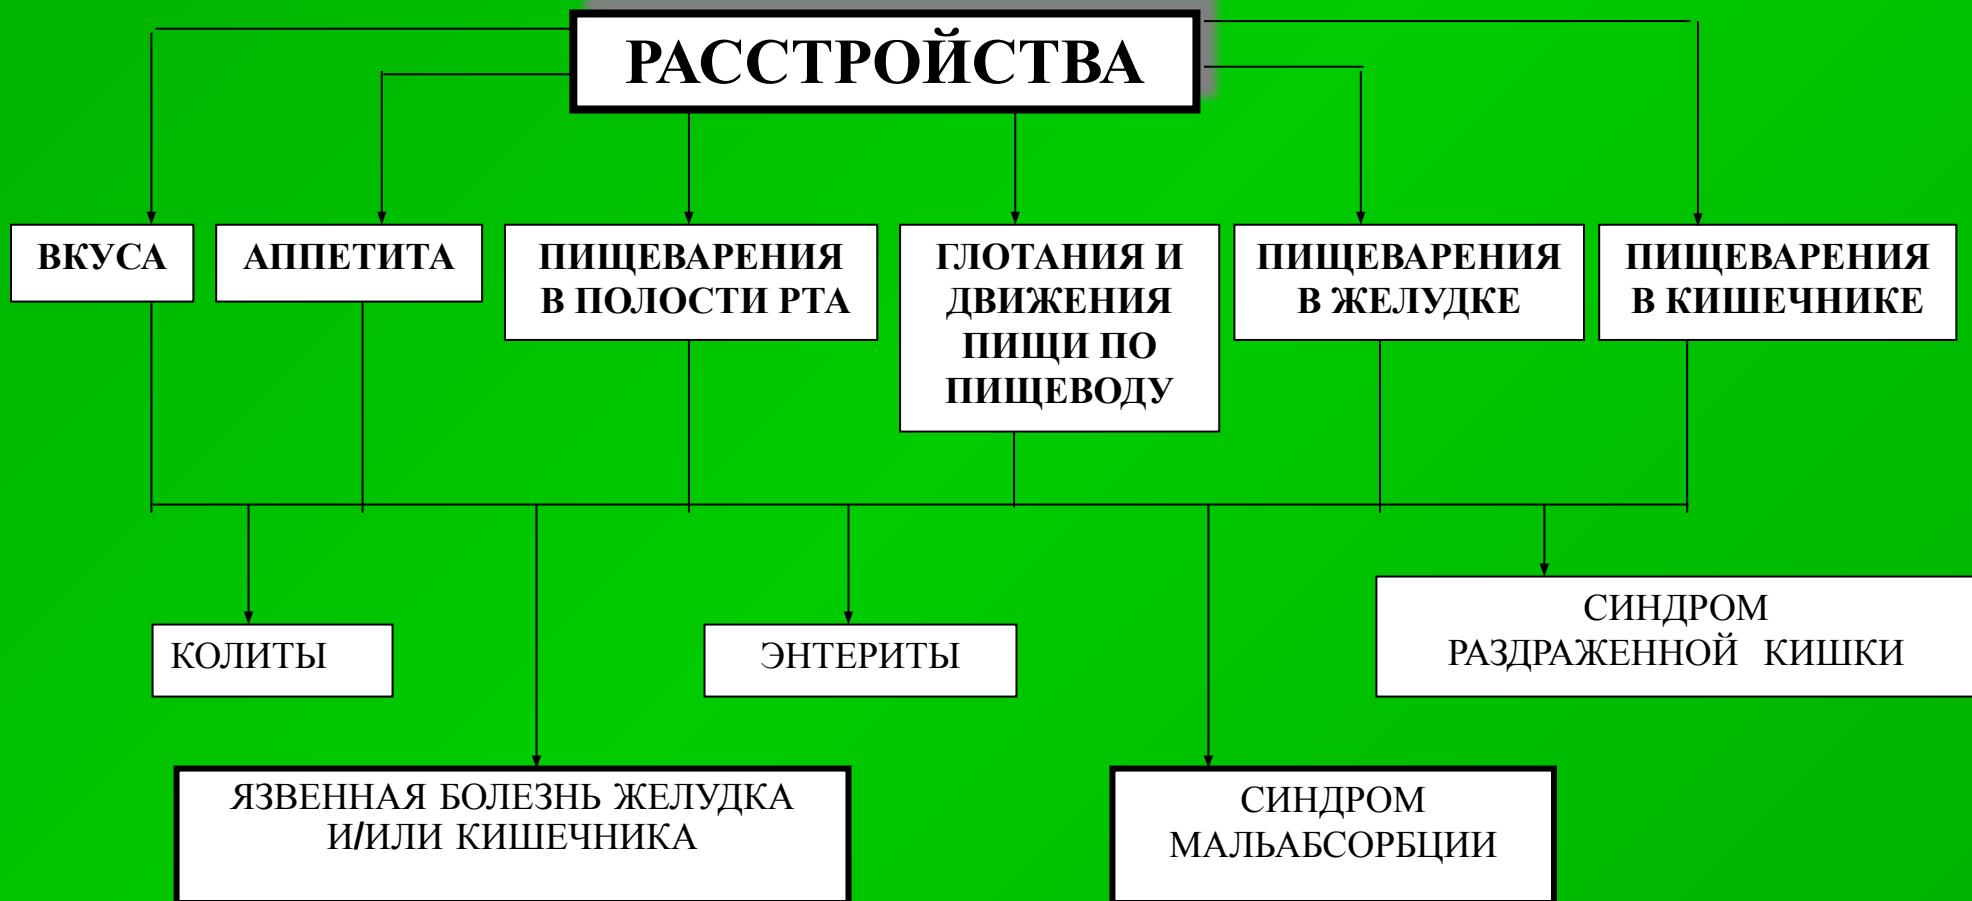 РАССТРОЙСТВА
ВКУСА
АППЕТИТА
ПИЩЕВАРЕНИЯ
В ПОЛОСТИ РТА
ГЛОТАНИЯ И
ДВИЖЕНИЯ
ПИЩИ ПО
ПИЩЕВОДУ
ПИЩЕВАРЕНИЯ
В ЖЕЛУДКЕ
ПИЩЕВАРЕНИЯ
В КИШЕЧНИКЕ
КОЛИТЫ
ЭНТЕРИТЫ
СИНДРОМ
РАЗДРАЖЕННОЙ КИШКИ
ЯЗВЕННАЯ БОЛЕЗНЬ ЖЕЛУДКА
И/ИЛИ КИШЕЧНИКА
СИНДРОМ
МАЛЬАБСОРБЦИИ